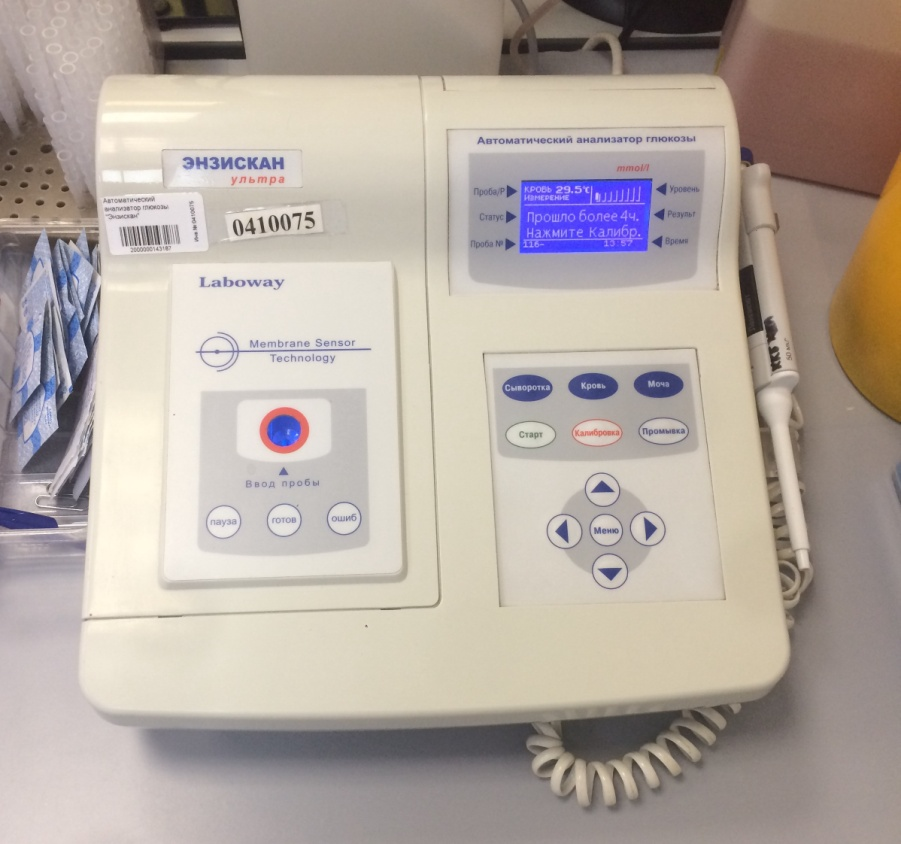 ЭНЗИСКАН
ультра
Автоматический
анализатор глюкозы
"Энзискан"
Инв № 0410075
2000000143187
0410075
Laboway
Membrane Sensor
Technology
Ввод пробы
пауза
готов
ошиб
Автоматический анализатор глюкозы
mmol/l
Проба/Р
Статус
Проба №
КРОВЬ 29.5℃
ИЗМЕРЕНИЕ
Прошло более 4ч.
Нажмите Калибр.
116-
13:57
Уровень
Результ
Время
Сыворотка
Кровь
Моча
Старт
Калибровка
Промывка
Меню